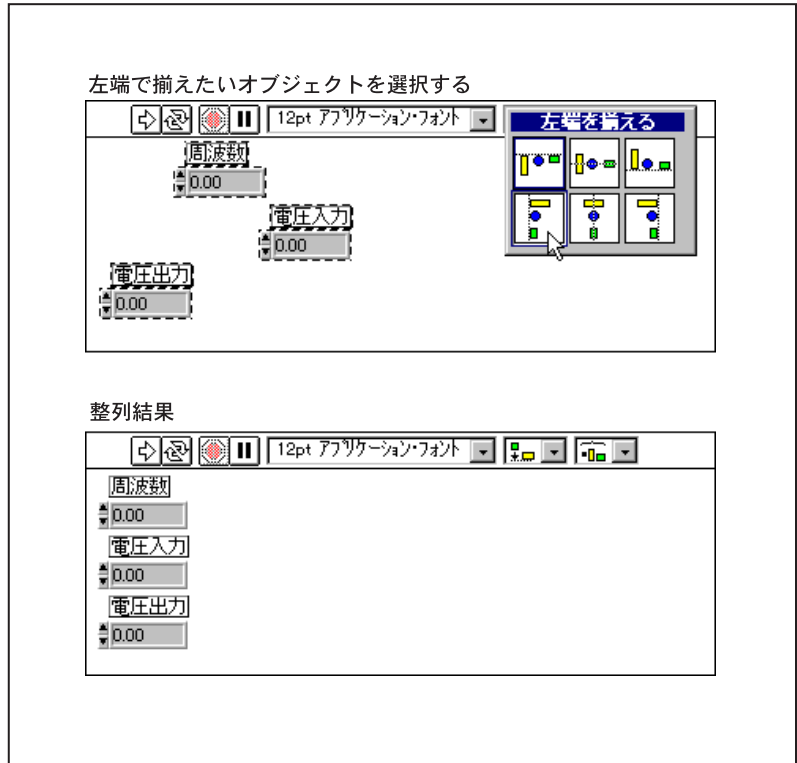 左端で揃えたいオブジェクトを選択する
12pt アプリケーション・フォント
左端を揃える
周波数
0.00
電圧入力
0.00
電圧出力
0.00
整列結果
12pt アプリケーション・フォント
周波数
0.00
電圧入力
0.00
電圧出力
0.00